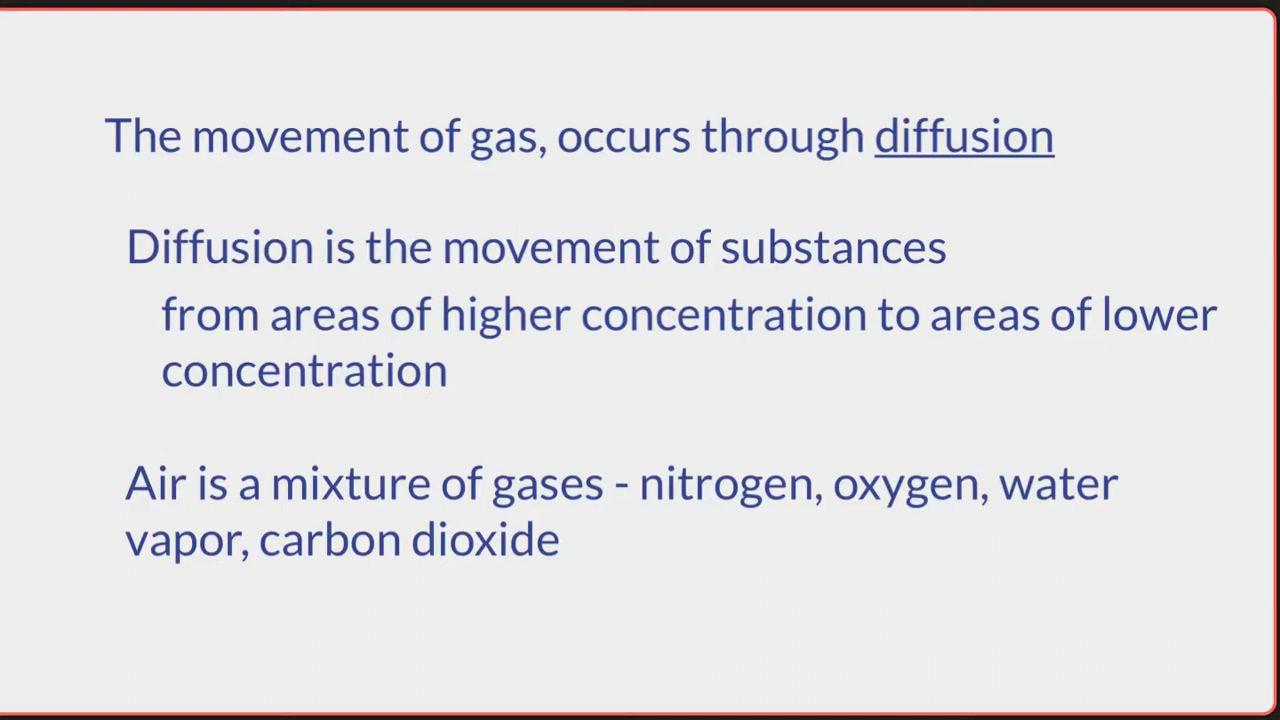 The movement of gas, occurs through diffusion
Diffusion is the movement of substances
from areas of higher concentration to areas of lower
concentration
Air is a mixture of gases - nitrogen, oxygen, water
vapor, carbon dioxide